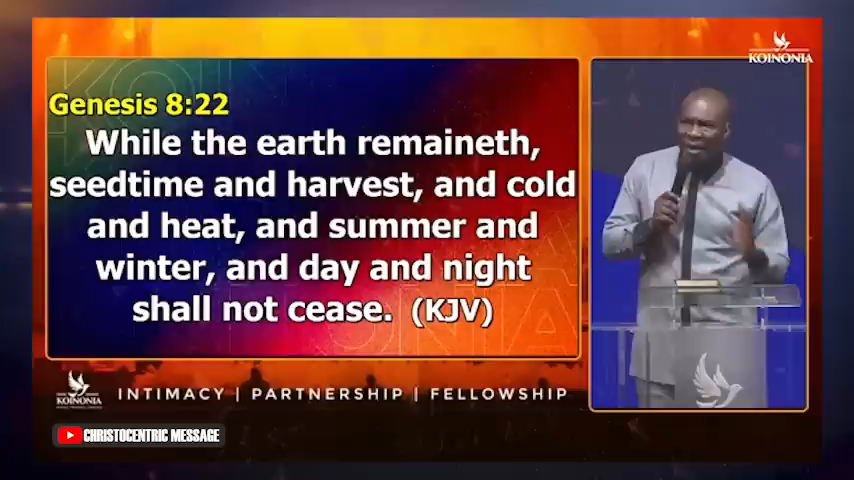 KOINONIA
Genesis 8:22
While the earth remaineth,
seedtime and harvest, and cold
and heat, and summer and
winter, and day and night
shall not cease. (KJV)
KOINONIA
INTIMACY | PARTNERSHIP | FELLOWSHIP
CHRISTOCENTRIC MESSAGE